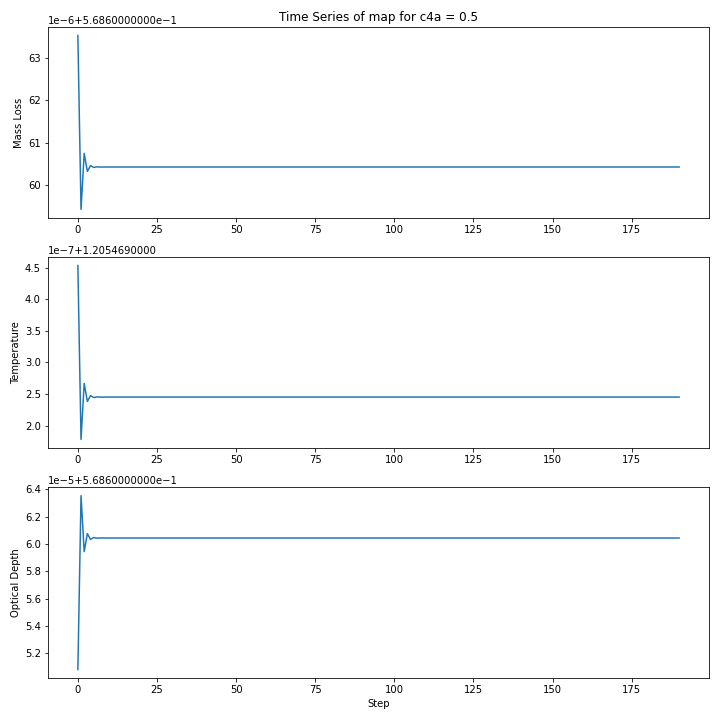 Time Series of map for c4a = 0.5
1e−6+5.6860000000e−1
63
62
61
60
Mass Loss
0 25 50 75 100 125 150 175
1e−7+1.2054690000
4.5
4.0
3.5
3.0
2.5
2.0
Temperature
0 25 50 75 100 125 150 175
1e−5+5.6860000000e−1
6.4
6.2
6.0
5.8
5.6
5.4
5.2
Optical Depth
0 25 50 75 100 125 150 175
Step